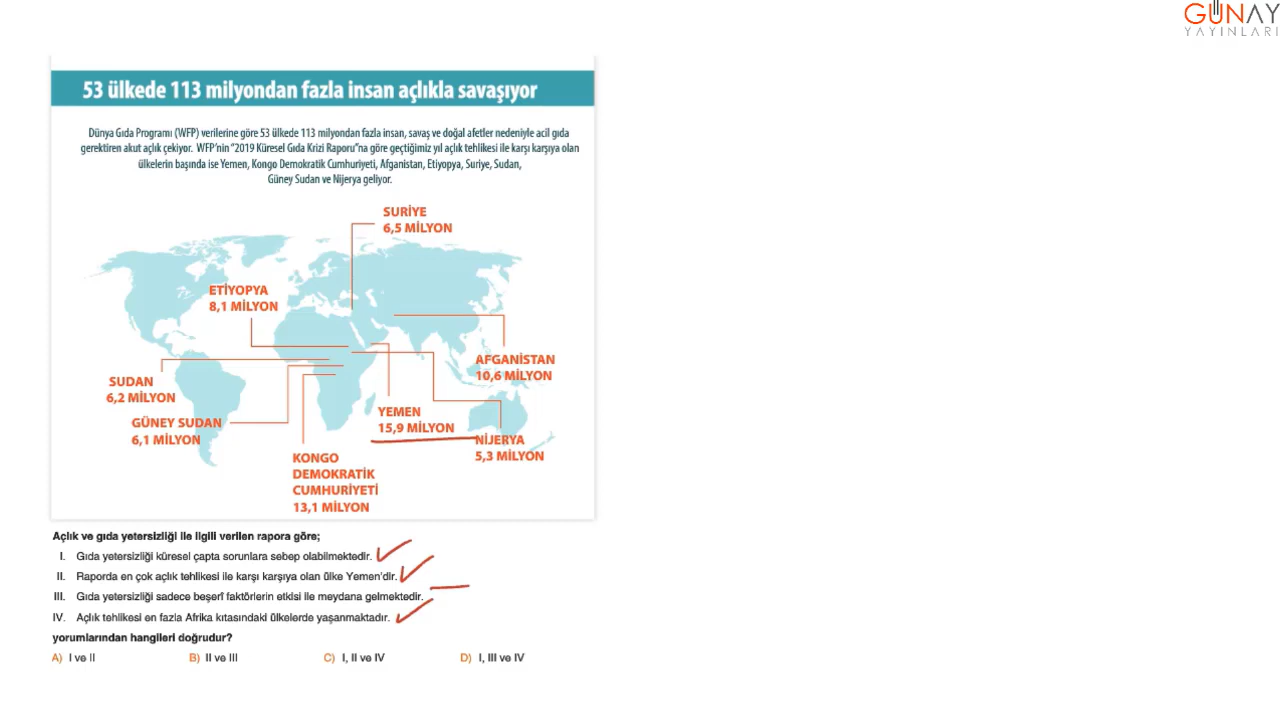 GÜNAY
YAYINLARI
53 ülkede 113 milyondan fazla insan açlıkla savaşıyor
Dünya Gıda Programı (WFP) verilerine göre 53 ülkede 113 milyondan fazla insan, savaş ve doğal afetler nedeniyle acil gıda
gerektiren akut açlık çekiyor. WFP'nin "2019 Küresel Gıda Krizi Raporu"na göre geçtiğimiz yıl açlık tehlikesi ile karşı karşıya olan
ülkelerin başında ise Yemen, Kongo Demokratik Cumhuriyeti, Afganistan, Etiyopya, Suriye, Sudan,
Güney Sudan ve Nijerya geliyor.
SURİYE
6,5 MİLYON
ETİYOPYA
8,1 MİLYON
AFGANİSTAN
10,6 MİLYON
SUDAN
6,2 MİLYON
YEMEN
15,9 MİLYON
GÜNEY SUDAN
6,1 MİLYON
NİJERYA
5,3 MİLYON
KONGO
DEMOKRATİK
CUMHURİYETİ
13,1 MİLYON
Açlık ve gıda yetersizliği ile ilgili verilen rapora göre;
I. Gıda yetersizliği küresel çapta sorunlara sebep olabilmektedir.
II. Raporda en çok açlık tehlikesi ile karşı karşıya olan ülke Yemen'dir.
III. Gıda yetersizliği sadece beşerî faktörlerin etkisi ile meydana gelmektedir.
IV. Açlık tehlikesi en fazla Afrika kıtasındaki ülkelerde yaşanmaktadır.
yorumlarından hangileri doğrudur?
A) I ve II B) II ve III C) I, II ve IV D) I, III ve IV